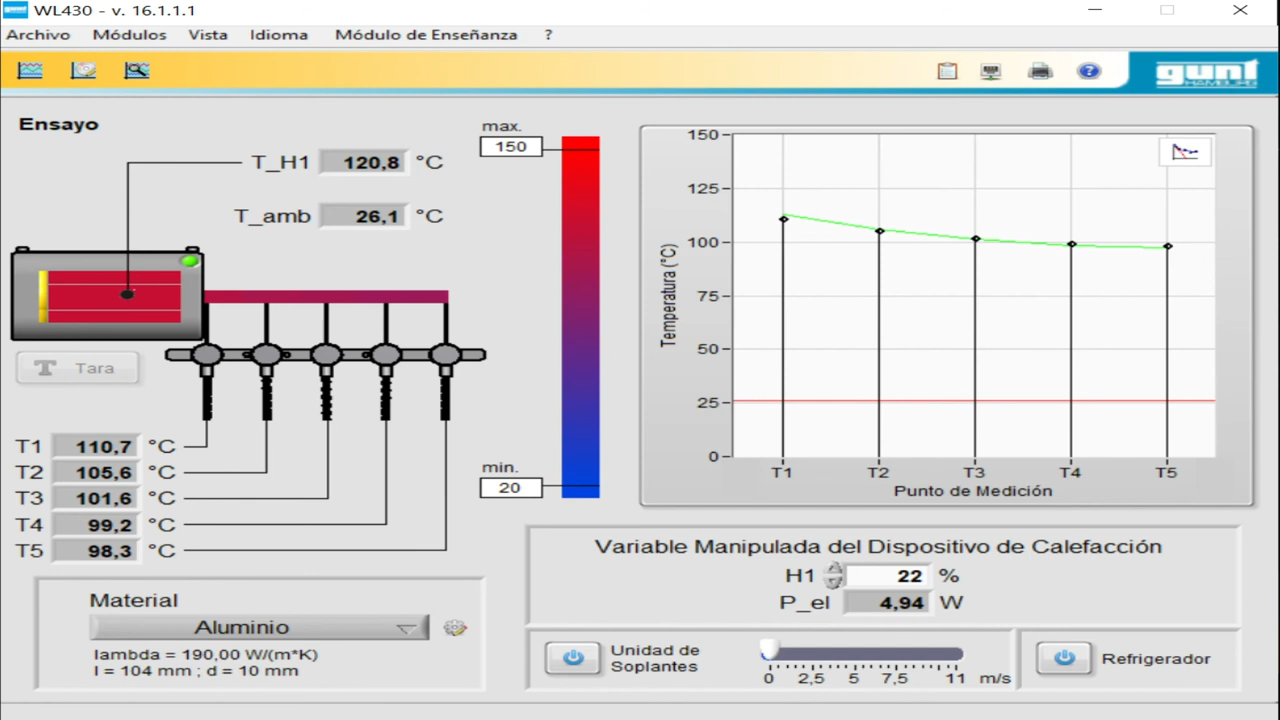 WL430 - v. 16.1.1.1
Archivo Módulos Vista Idioma Módulo de Enseñanza ?
gunt
HAMBURG
Ensayo
T_H1 120,8 °C
T_amb 26,1 °C
Tara
T1 110,7 °C
T2 105,6 °C
T3 101,6 °C
T4 99,2 °C
T5 98,3 °C
max.
150
min.
20
Temperatura (°C)
150
125
100
75
50
25
0
T1 T2 T3 T4 T5
Punto de Medición
Material
Aluminio
lambda = 190,00 W/(m*K)
l = 104 mm ; d = 10 mm
Variable Manipulada del Dispositivo de Calefacción
H1 22 %
P_el 4,94 W
Unidad de
Soplantes
0 2,5 5 7,5 11 m/s
Refrigerador